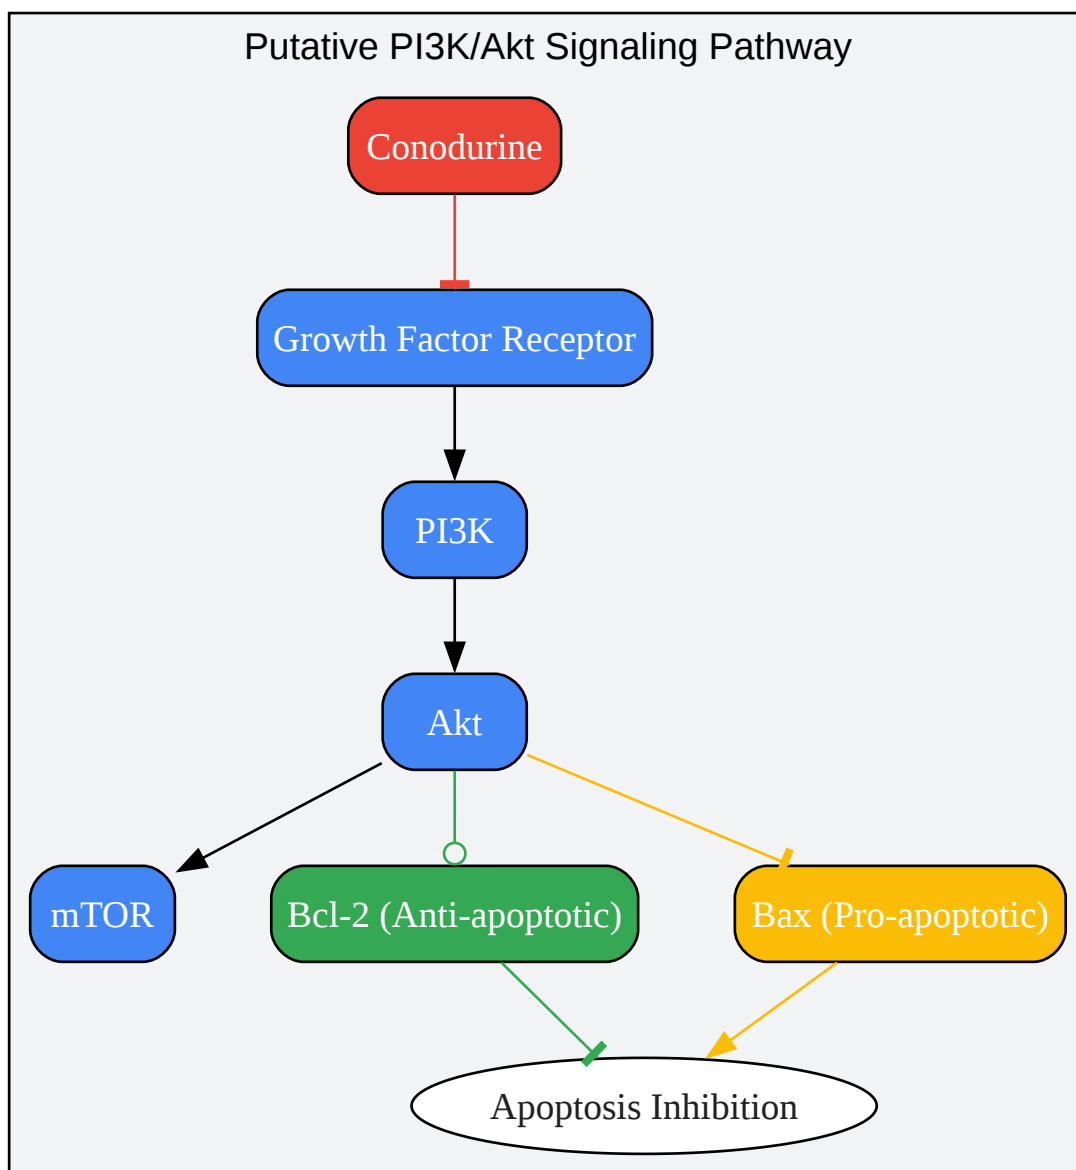 Putative PI3K/Akt Signaling Pathway
Conodurine
Growth Factor Receptor
PI3K
Akt
mTOR
Bcl-2 (Anti-apoptotic)
Bax (Pro-apoptotic)
Apoptosis Inhibition